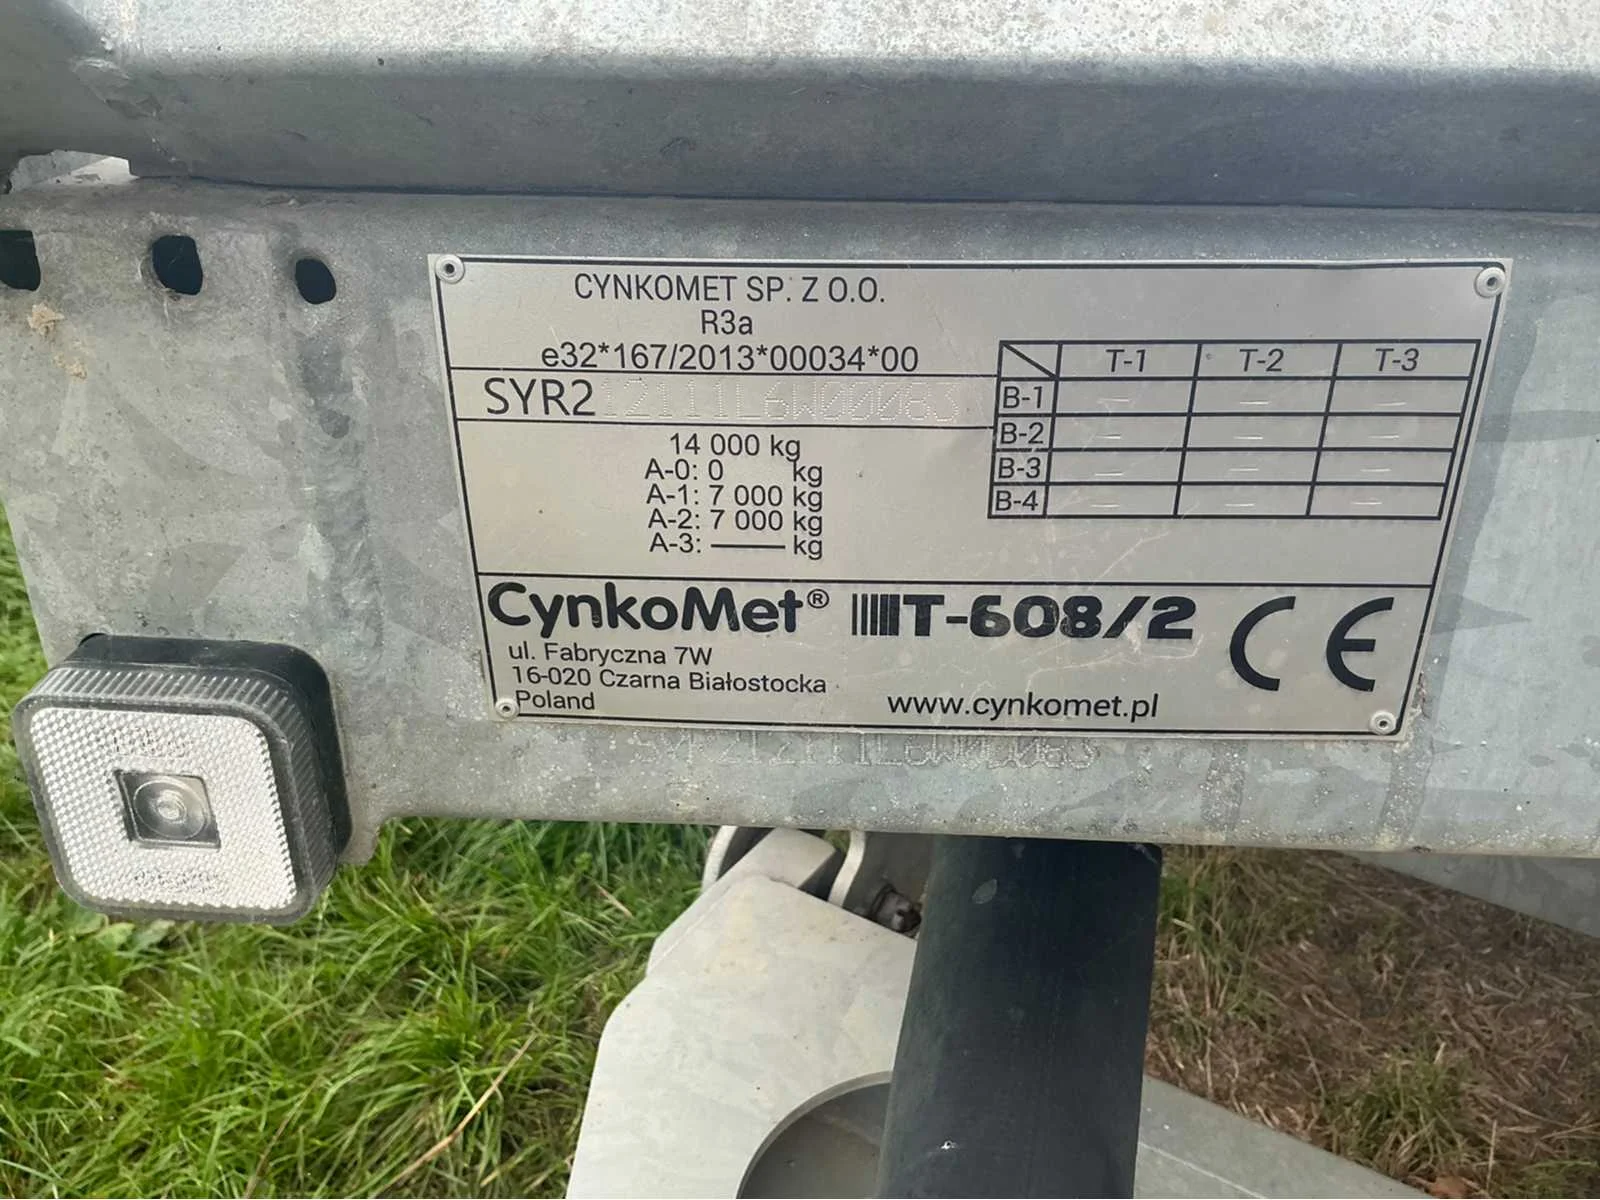 CYNKOMET SP. Z O.O.
R3a
e32*167/2013*00034*00
SYR212111L6W00063
14 000 kg
A-0: 0 kg
A-1: 7 000 kg
A-2: 7 000 kg
A-3: —— kg
T-1 T-2 T-3
B-1 — — —
B-2 — — —
B-3 — — —
B-4 — — —
CynkoMet® T-608/2 CE
ul. Fabryczna 7W
16-020 Czarna Białostocka
Poland
www.cynkomet.pl
SYR212111L6W00063